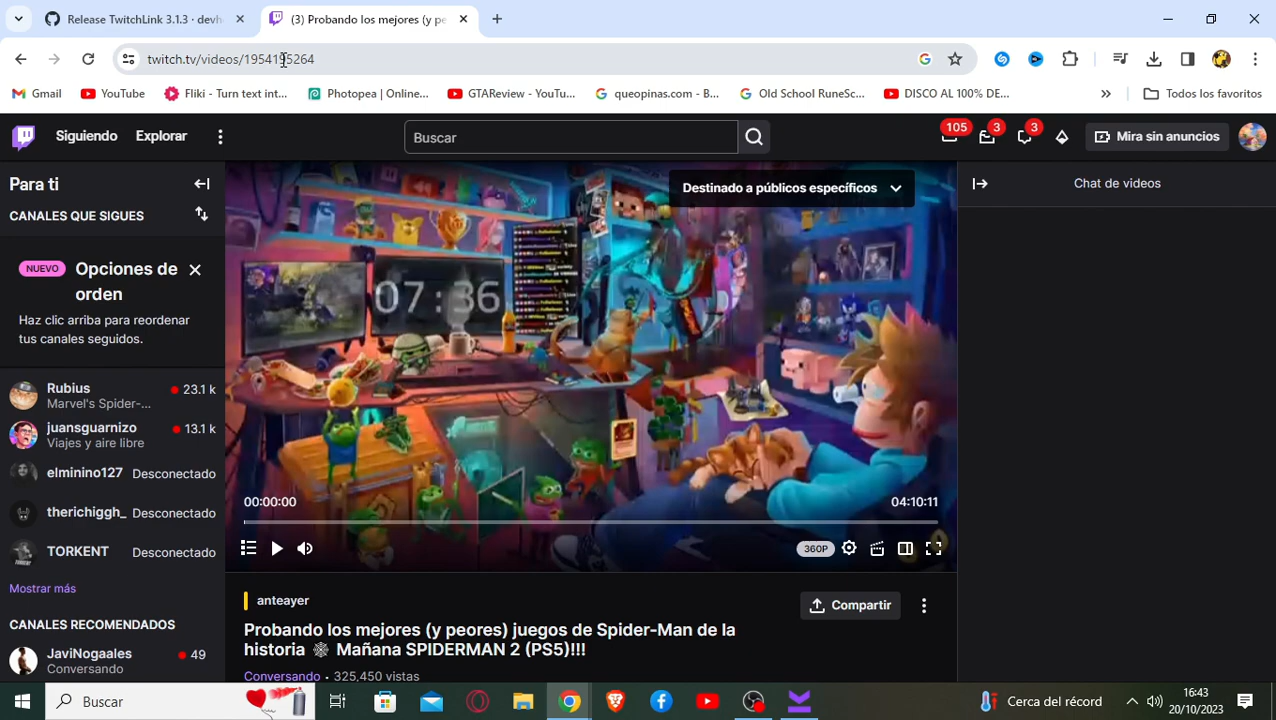 Release TwitchLink 3.1.3 · devh
(3) Probando los mejores (y pe
twitch.tv/videos/1954195264
Gmail
YouTube
Fliki - Turn text int...
Photopea | Online...
GTAReview - YouTu...
queopinas.com - B...
Old School RuneSc...
DISCO AL 100% DE...
Todos los favoritos
Siguiendo
Explorar
Buscar
105
3
3
Mira sin anuncios
Para ti
Destinado a públicos específicos
Chat de videos
CANALES QUE SIGUES
NUEVO
Opciones de
orden
Haz clic arriba para reordenar
tus canales seguidos.
07:36
Rubius
23.1 k
Marvel's Spider-...
juansguarnizo
13.1 k
Viajes y aire libre
elminino127 Desconectado
therichiggh_ Desconectado
TORKENT Desconectado
Mostrar más
CANALES RECOMENDADOS
JaviNogaales
49
Conversando
00:00:00
04:10:11
360P
anteayer
Compartir
Probando los mejores (y peores) juegos de Spider-Man de la
historia 🕸 Mañana SPIDERMAN 2 (PS5)!!!
Conversando • 325,450 vistas
Buscar
Cerca del récord
16:43
20/10/2023